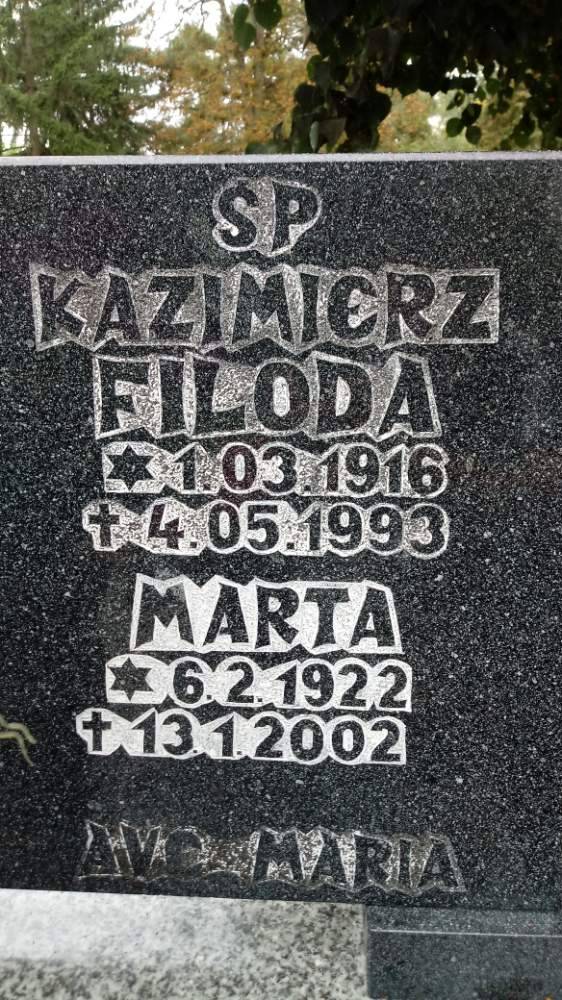 SP
KAZIMIERZ
FILODA
✶ 1.03.1916
✝ 4.05.1993
MARTA
✶ 6.2.1922
✝ 13.1.2002
AVE MARIA